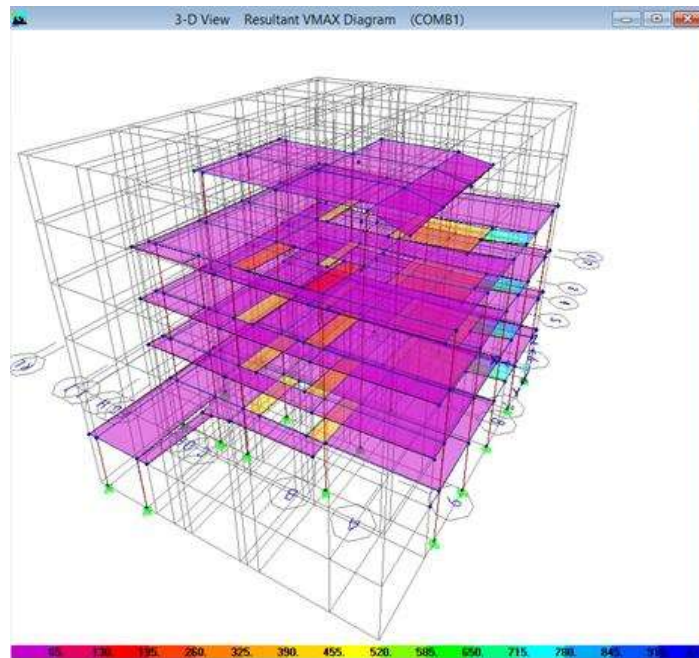 3-D View Resultant VMAX Diagram (COMB1)
B
A
65. 130. 195. 260. 325. 390. 455. 520. 585. 650. 715. 780. 845. 910.